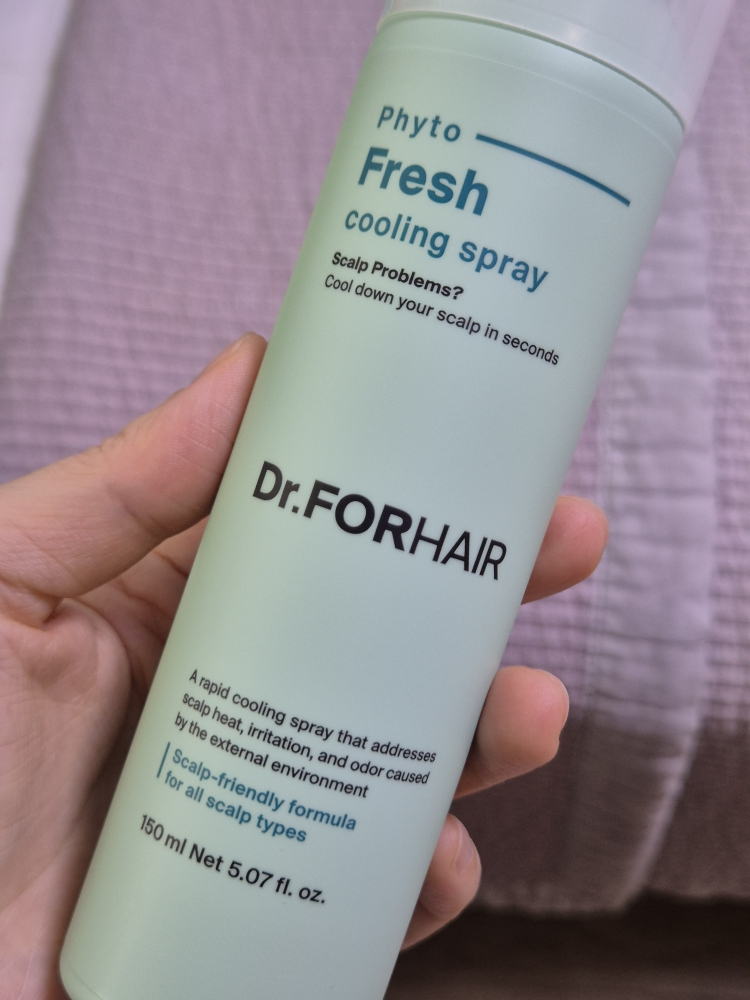 Phyto
Fresh
cooling spray
Scalp Problems?
Cool down your scalp in seconds
Dr.FORHAIR
A rapid cooling spray that addresses
scalp heat, irritation, and odor caused
by the external environment
Scalp-friendly formula
for all scalp types
150 ml Net 5.07 fl. oz.